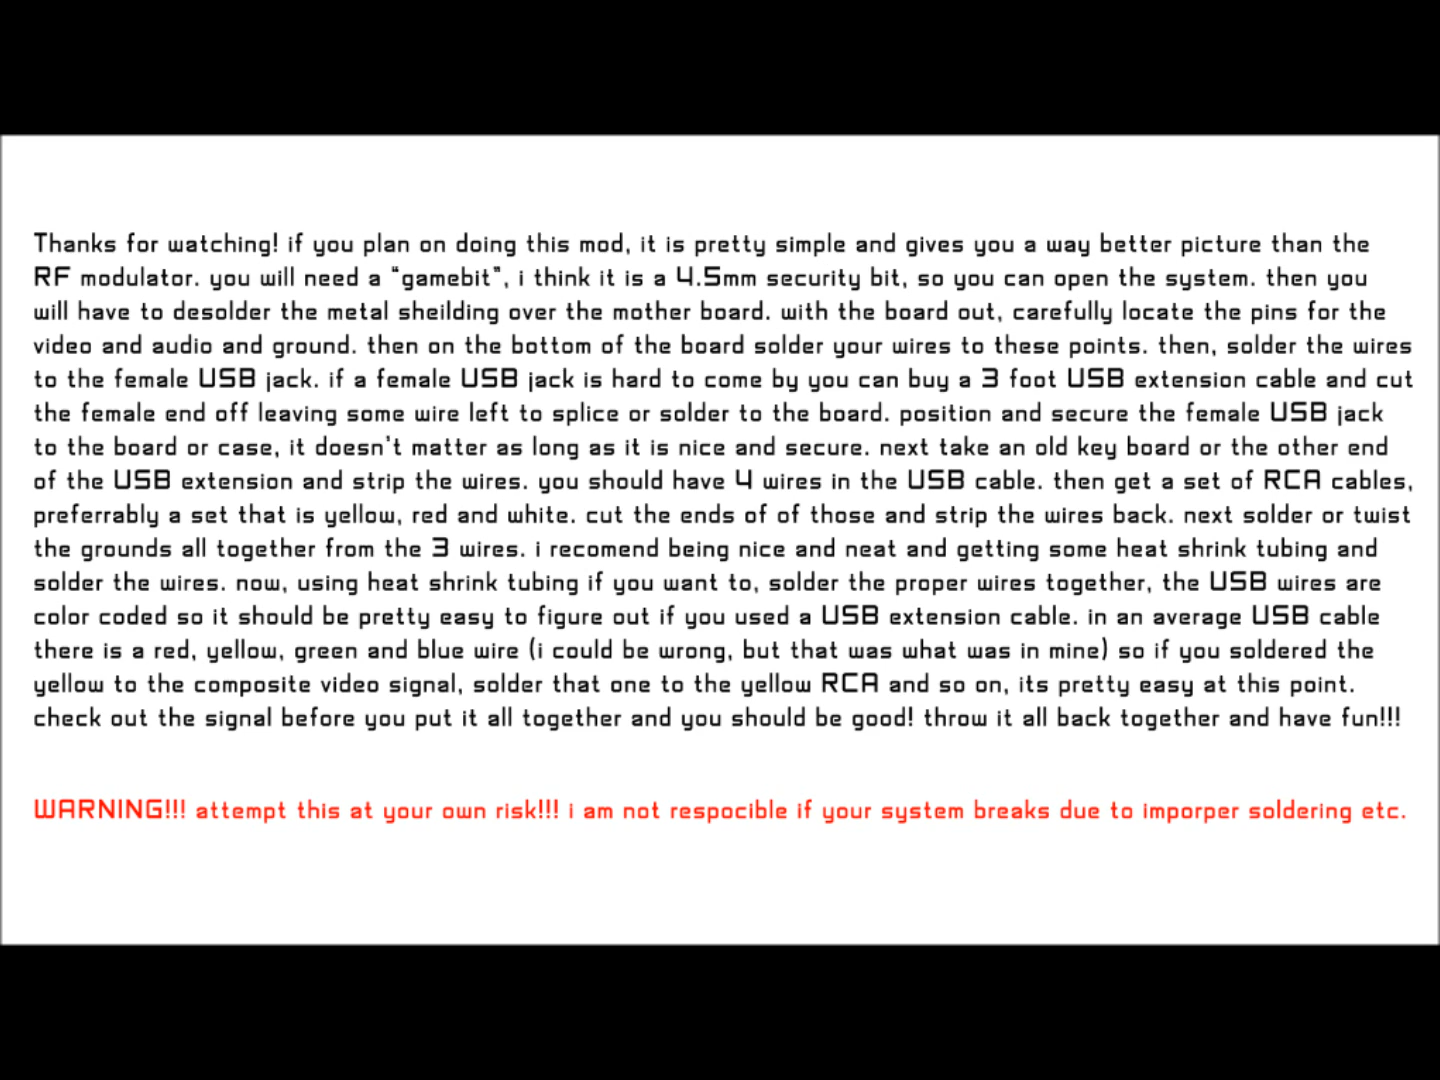 Thanks for watching! if you plan on doing this mod, it is pretty simple and gives you a way better picture than the
RF modulator. you will need a "gamebit", i think it is a 4.5mm security bit, so you can open the system. then you
will have to desolder the metal sheilding over the mother board. with the board out, carefully locate the pins for the
video and audio and ground. then on the bottom of the board solder your wires to these points. then, solder the wires
to the female USB jack. if a female USB jack is hard to come by you can buy a 3 foot USB extension cable and cut
the female end off leaving some wire left to splice or solder to the board. position and secure the female USB jack
to the board or case, it doesn't matter as long as it is nice and secure. next take an old key board or the other end
of the USB extension and strip the wires. you should have 4 wires in the USB cable. then get a set of RCA cables,
preferrably a set that is yellow, red and white. cut the ends of of those and strip the wires back. next solder or twist
the grounds all together from the 3 wires. i recomend being nice and neat and getting some heat shrink tubing and
solder the wires. now, using heat shrink tubing if you want to, solder the proper wires together, the USB wires are
color coded so it should be pretty easy to figure out if you used a USB extension cable. in an average USB cable
there is a red, yellow, green and blue wire (i could be wrong, but that was what was in mine) so if you soldered the
yellow to the composite video signal, solder that one to the yellow RCA and so on, its pretty easy at this point.
check out the signal before you put it all together and you should be good! throw it all back together and have fun!!!
WARNING!!! attempt this at your own risk!!! i am not respocible if your system breaks due to imporper soldering etc.